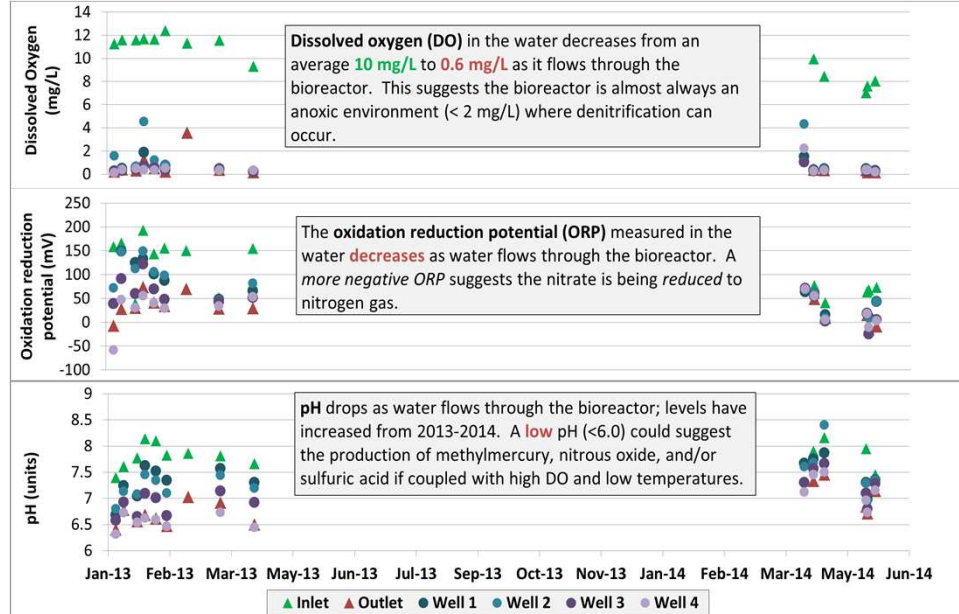 14
12
10
8
6
4
2
0
Dissolved Oxygen
(mg/L)
Dissolved oxygen (DO) in the water decreases from an
average 10 mg/L to 0.6 mg/L as it flows through the
bioreactor. This suggests the bioreactor is almost always an
anoxic environment (< 2 mg/L) where denitrification can
occur.
250
200
150
100
50
0
-50
-100
Oxidation reduction
potential (mV)
The oxidation reduction potential (ORP) measured in the
water decreases as water flows through the bioreactor. A
more negative ORP suggests the nitrate is being reduced to
nitrogen gas.
9
8.5
8
7.5
7
6.5
6
pH (units)
pH drops as water flows through the bioreactor; levels have
increased from 2013-2014. A low pH (<6.0) could suggest
the production of methylmercury, nitrous oxide, and/or
sulfuric acid if coupled with high DO and low temperatures.
Jan-13 Feb-13 Mar-13 May-13 Jun-13 Jul-13 Sep-13 Oct-13 Nov-13 Jan-14 Mar-14 May-14 Jun-14
Inlet Outlet Well 1 Well 2 Well 3 Well 4